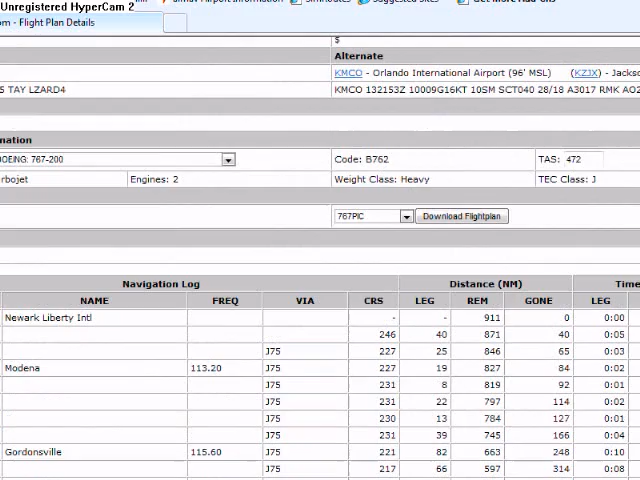 Unregistered HyperCam 2
om - Flight Plan Details
$
Alternate
KMCO - Orlando International Airport (96' MSL) (KZJX) - Jackso
5 TAY LZARD4 KMCO 132153Z 10009G16KT 10SM SCT040 28/18 A3017 RMK AO2
mation
OEING: 767-200 Code: B762 TAS: 472
rbojet Engines: 2 Weight Class: Heavy TEC Class: J
767PIC Download Flightplan
Navigation Log Distance (NM) Time
NAME FREQ VIA CRS LEG REM GONE LEG
Newark Liberty Intl - - 911 0 0:00
246 40 871 40 0:05
J75 227 25 846 65 0:03
Modena 113.20 J75 227 19 827 84 0:02
J75 231 8 819 92 0:01
J75 231 22 797 114 0:02
J75 230 13 784 127 0:01
J75 231 39 745 166 0:04
Gordonsville 115.60 J75 221 82 663 248 0:10
J75 217 66 597 314 0:08